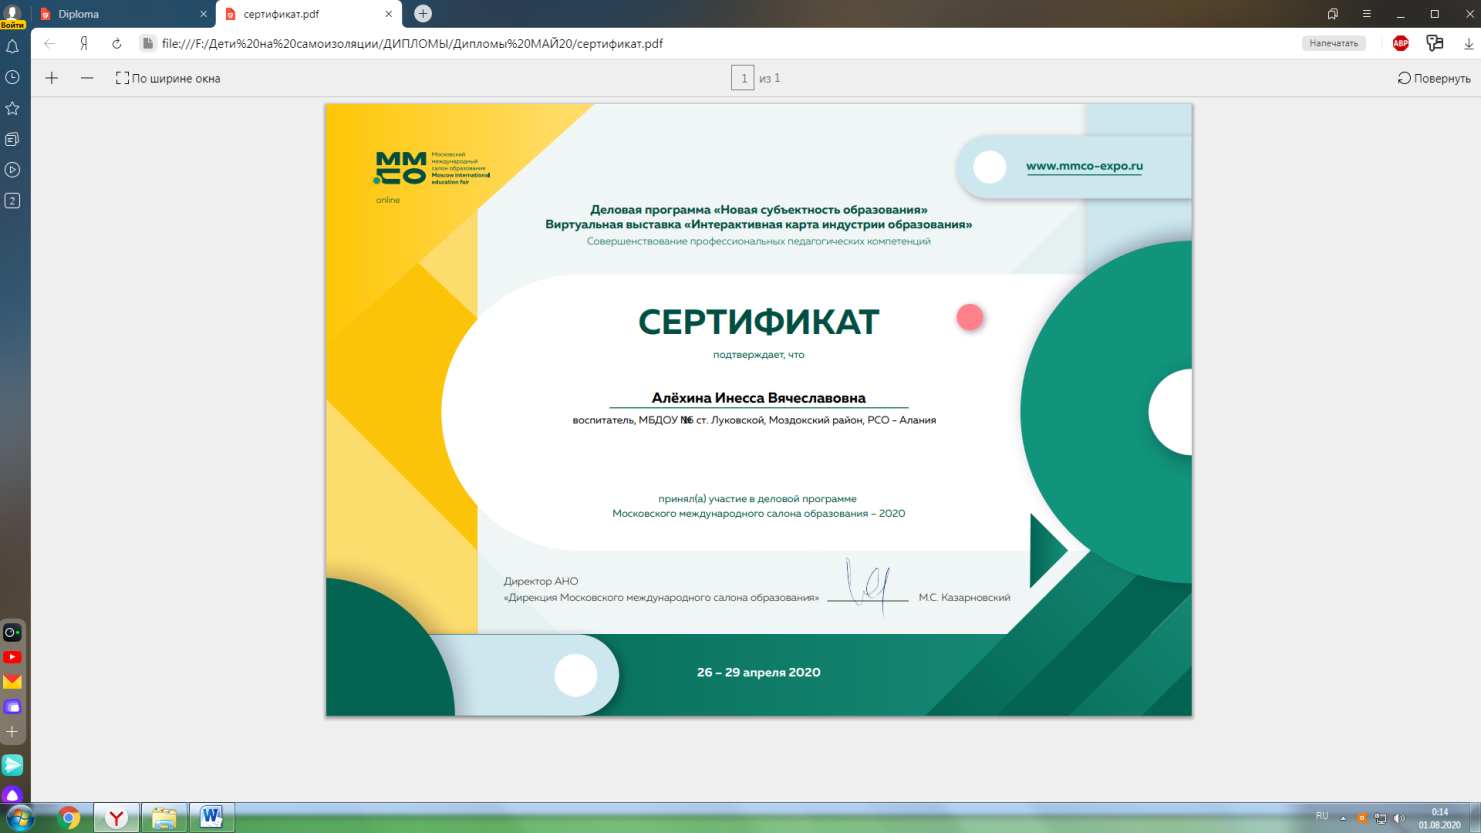 Войти
Diploma
сертификат.pdf
file:///F:/Дети%20на%20самоизоляции/ДИПЛОМЫ/Дипломы%20МАЙ20/сертификат.pdf
Напечатать
ABP
По ширине окна
1 из 1
Повернуть
2
ММСО
Московский
международный
салон образования
Moscow international
education fair
online
www.mmco-expo.ru
Деловая программа «Новая субъектность образования»
Виртуальная выставка «Интерактивная карта индустрии образования»
Совершенствование профессиональных педагогических компетенций
СЕРТИФИКАТ
подтверждает, что
Алёхина Инесса Вячеславовна
воспитатель, МБДОУ №6 ст. Луковской, Моздокский район, РСО - Алания
принял(а) участие в деловой программе
Московского международного салона образования – 2020
Директор АНО
«Дирекция Московского международного салона образования» М.С. Казарновский
26 – 29 апреля 2020
RU
0:14
01.08.2020